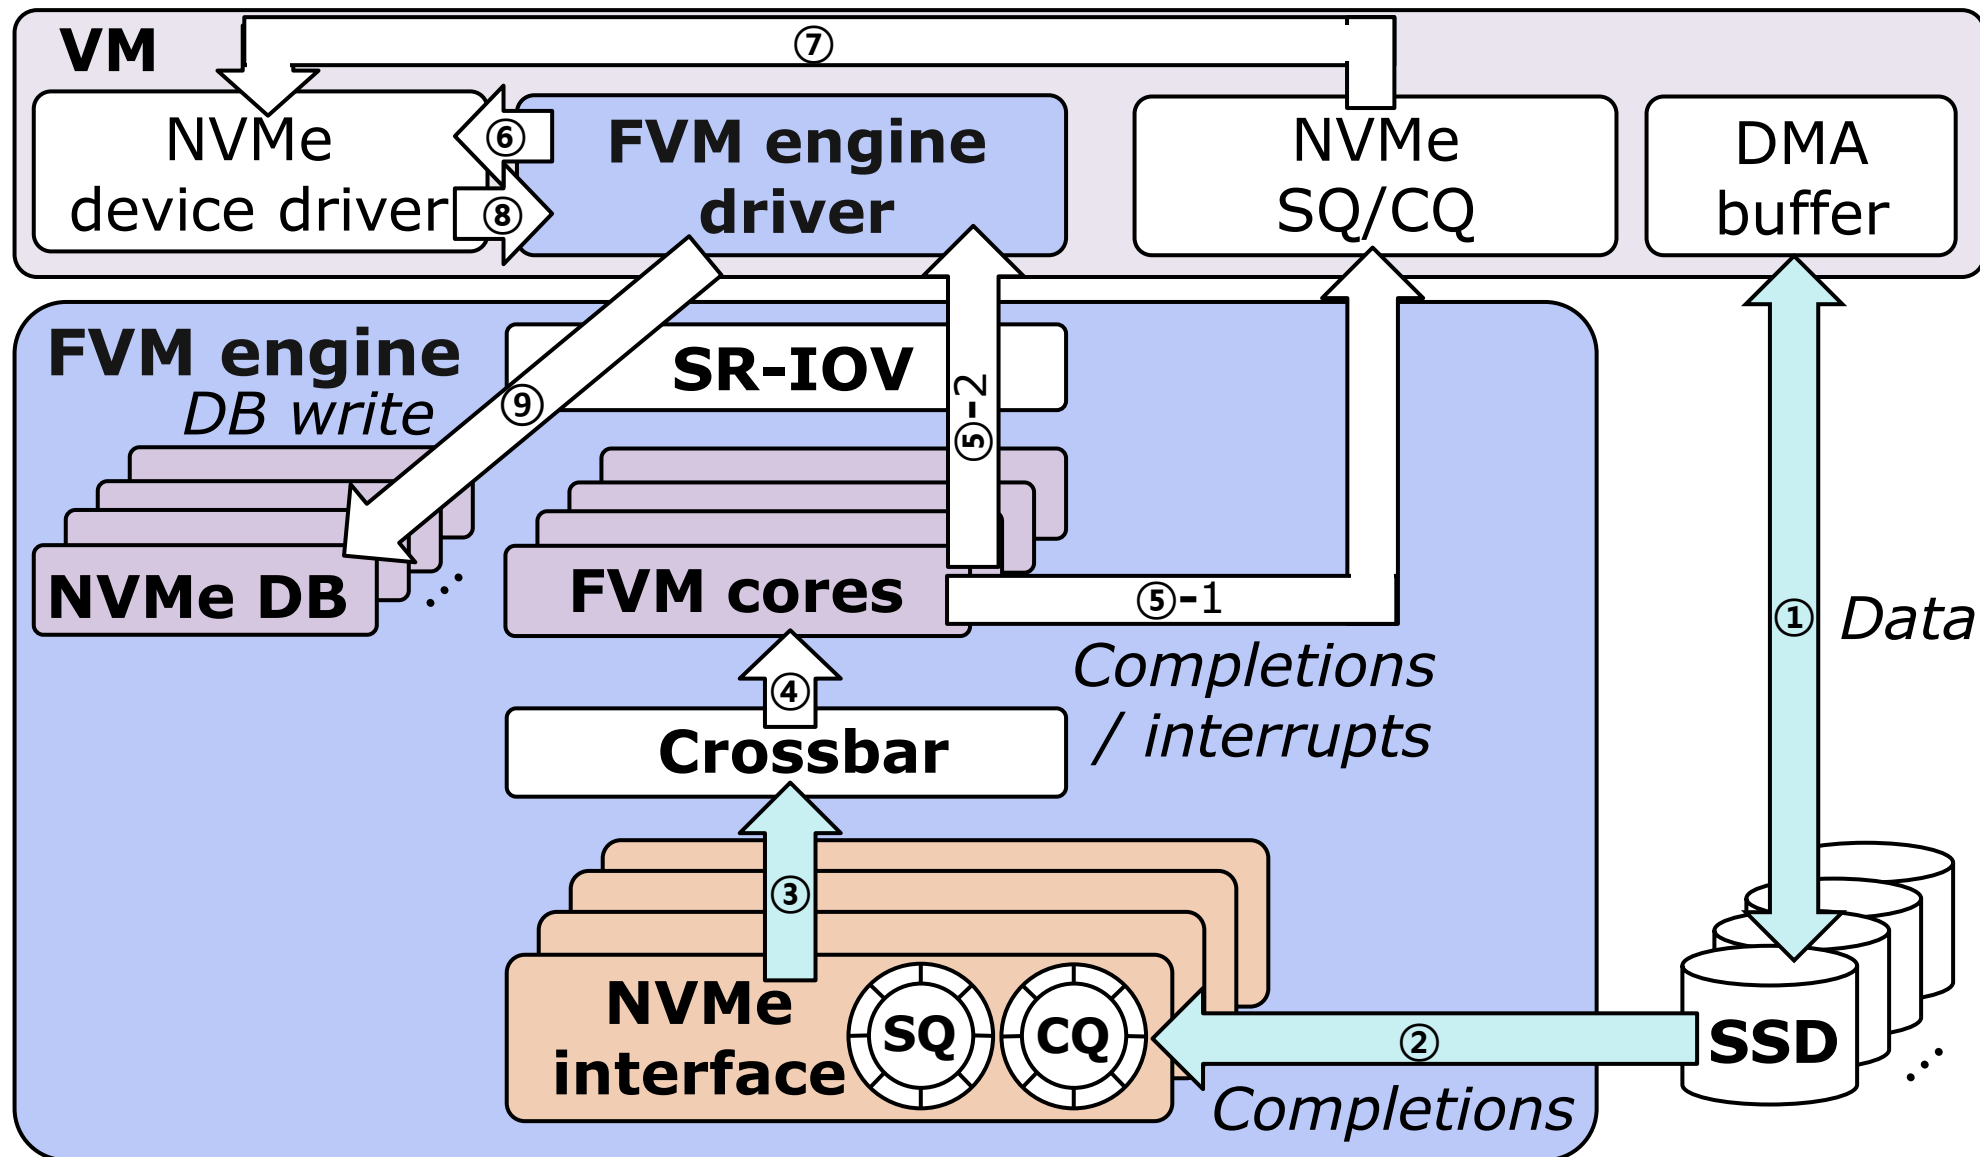 VM
⑦
NVMe
device driver
⑥
⑧
FVM engine
driver
NVMe
SQ/CQ
DMA
buffer
FVM engine
DB write
⑨
SR-IOV
⑤-2
NVMe DB
...
FVM cores
⑤-1
Completions
/ interrupts
①
Data
④
Crossbar
③
NVMe
interface
SQ
CQ
②
Completions
SSD
...